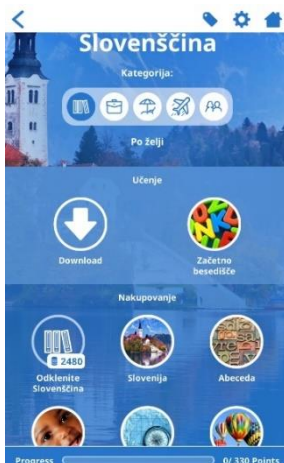 Slovenščina
Kategorija:
Po želji
Učenje
Download
Začetno
besedišče
Nakupovanje
2480
Odklenite
Slovenščina
Slovenija
Abeceda
Progress
0/ 330 Points